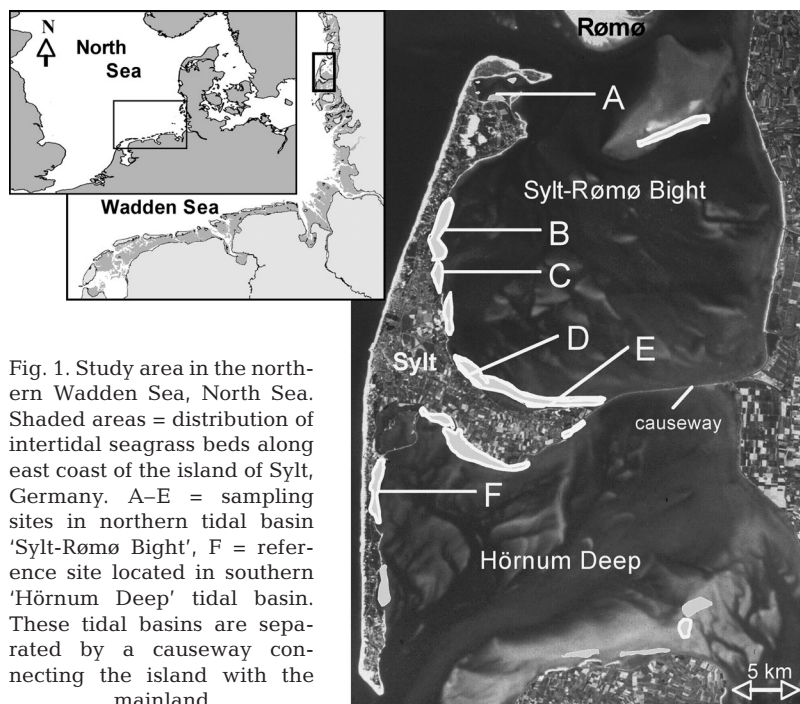 N
North
Sea
Wadden Sea
Rømø
A
Sylt-Rømø Bight
B
C
D
Sylt
E
causeway
F
Hörnum Deep
5 km
Fig. 1. Study area in the north-
ern Wadden Sea, North Sea.
Shaded areas = distribution of
intertidal seagrass beds along
east coast of the island of Sylt,
Germany. A–E = sampling
sites in northern tidal basin
‘Sylt-Rømø Bight’, F = refer-
ence site located in southern
‘Hörnum Deep’ tidal basin.
These tidal basins are sepa-
rated by a causeway con-
necting the island with the
mainland